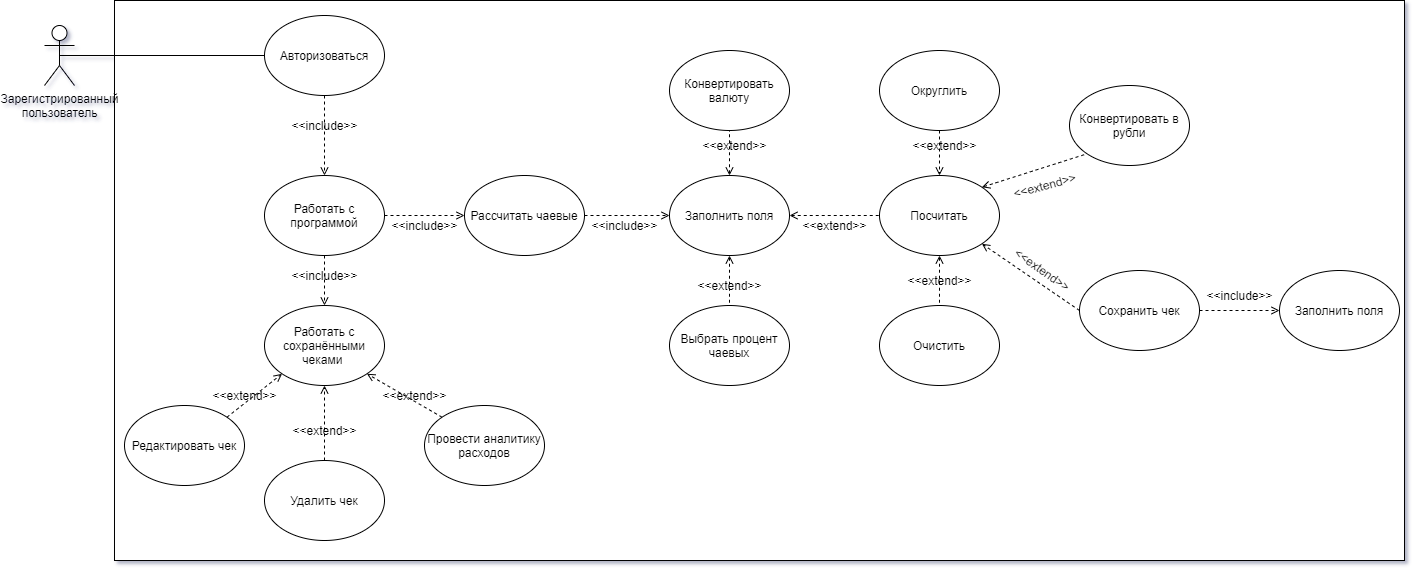 Зарегистрированный
пользователь
Авторизоваться
<<include>>
Конвертировать
валюту
<<extend>>
Округлить
<<extend>>
Конвертировать в
рубли
<<extend>>
Работать с
программой
<<include>>
Рассчитать чаевые
<<include>>
Заполнить поля
<<extend>>
Посчитать
<<include>>
<<extend>>
<<extend>>
<<extend>>
Сохранить чек
<<include>>
Заполнить поля
Работать с
сохранёнными
чеками
Выбрать процент
чаевых
Очистить
<<extend>>
<<extend>>
<<extend>>
Редактировать чек
Удалить чек
Провести аналитику
расходов